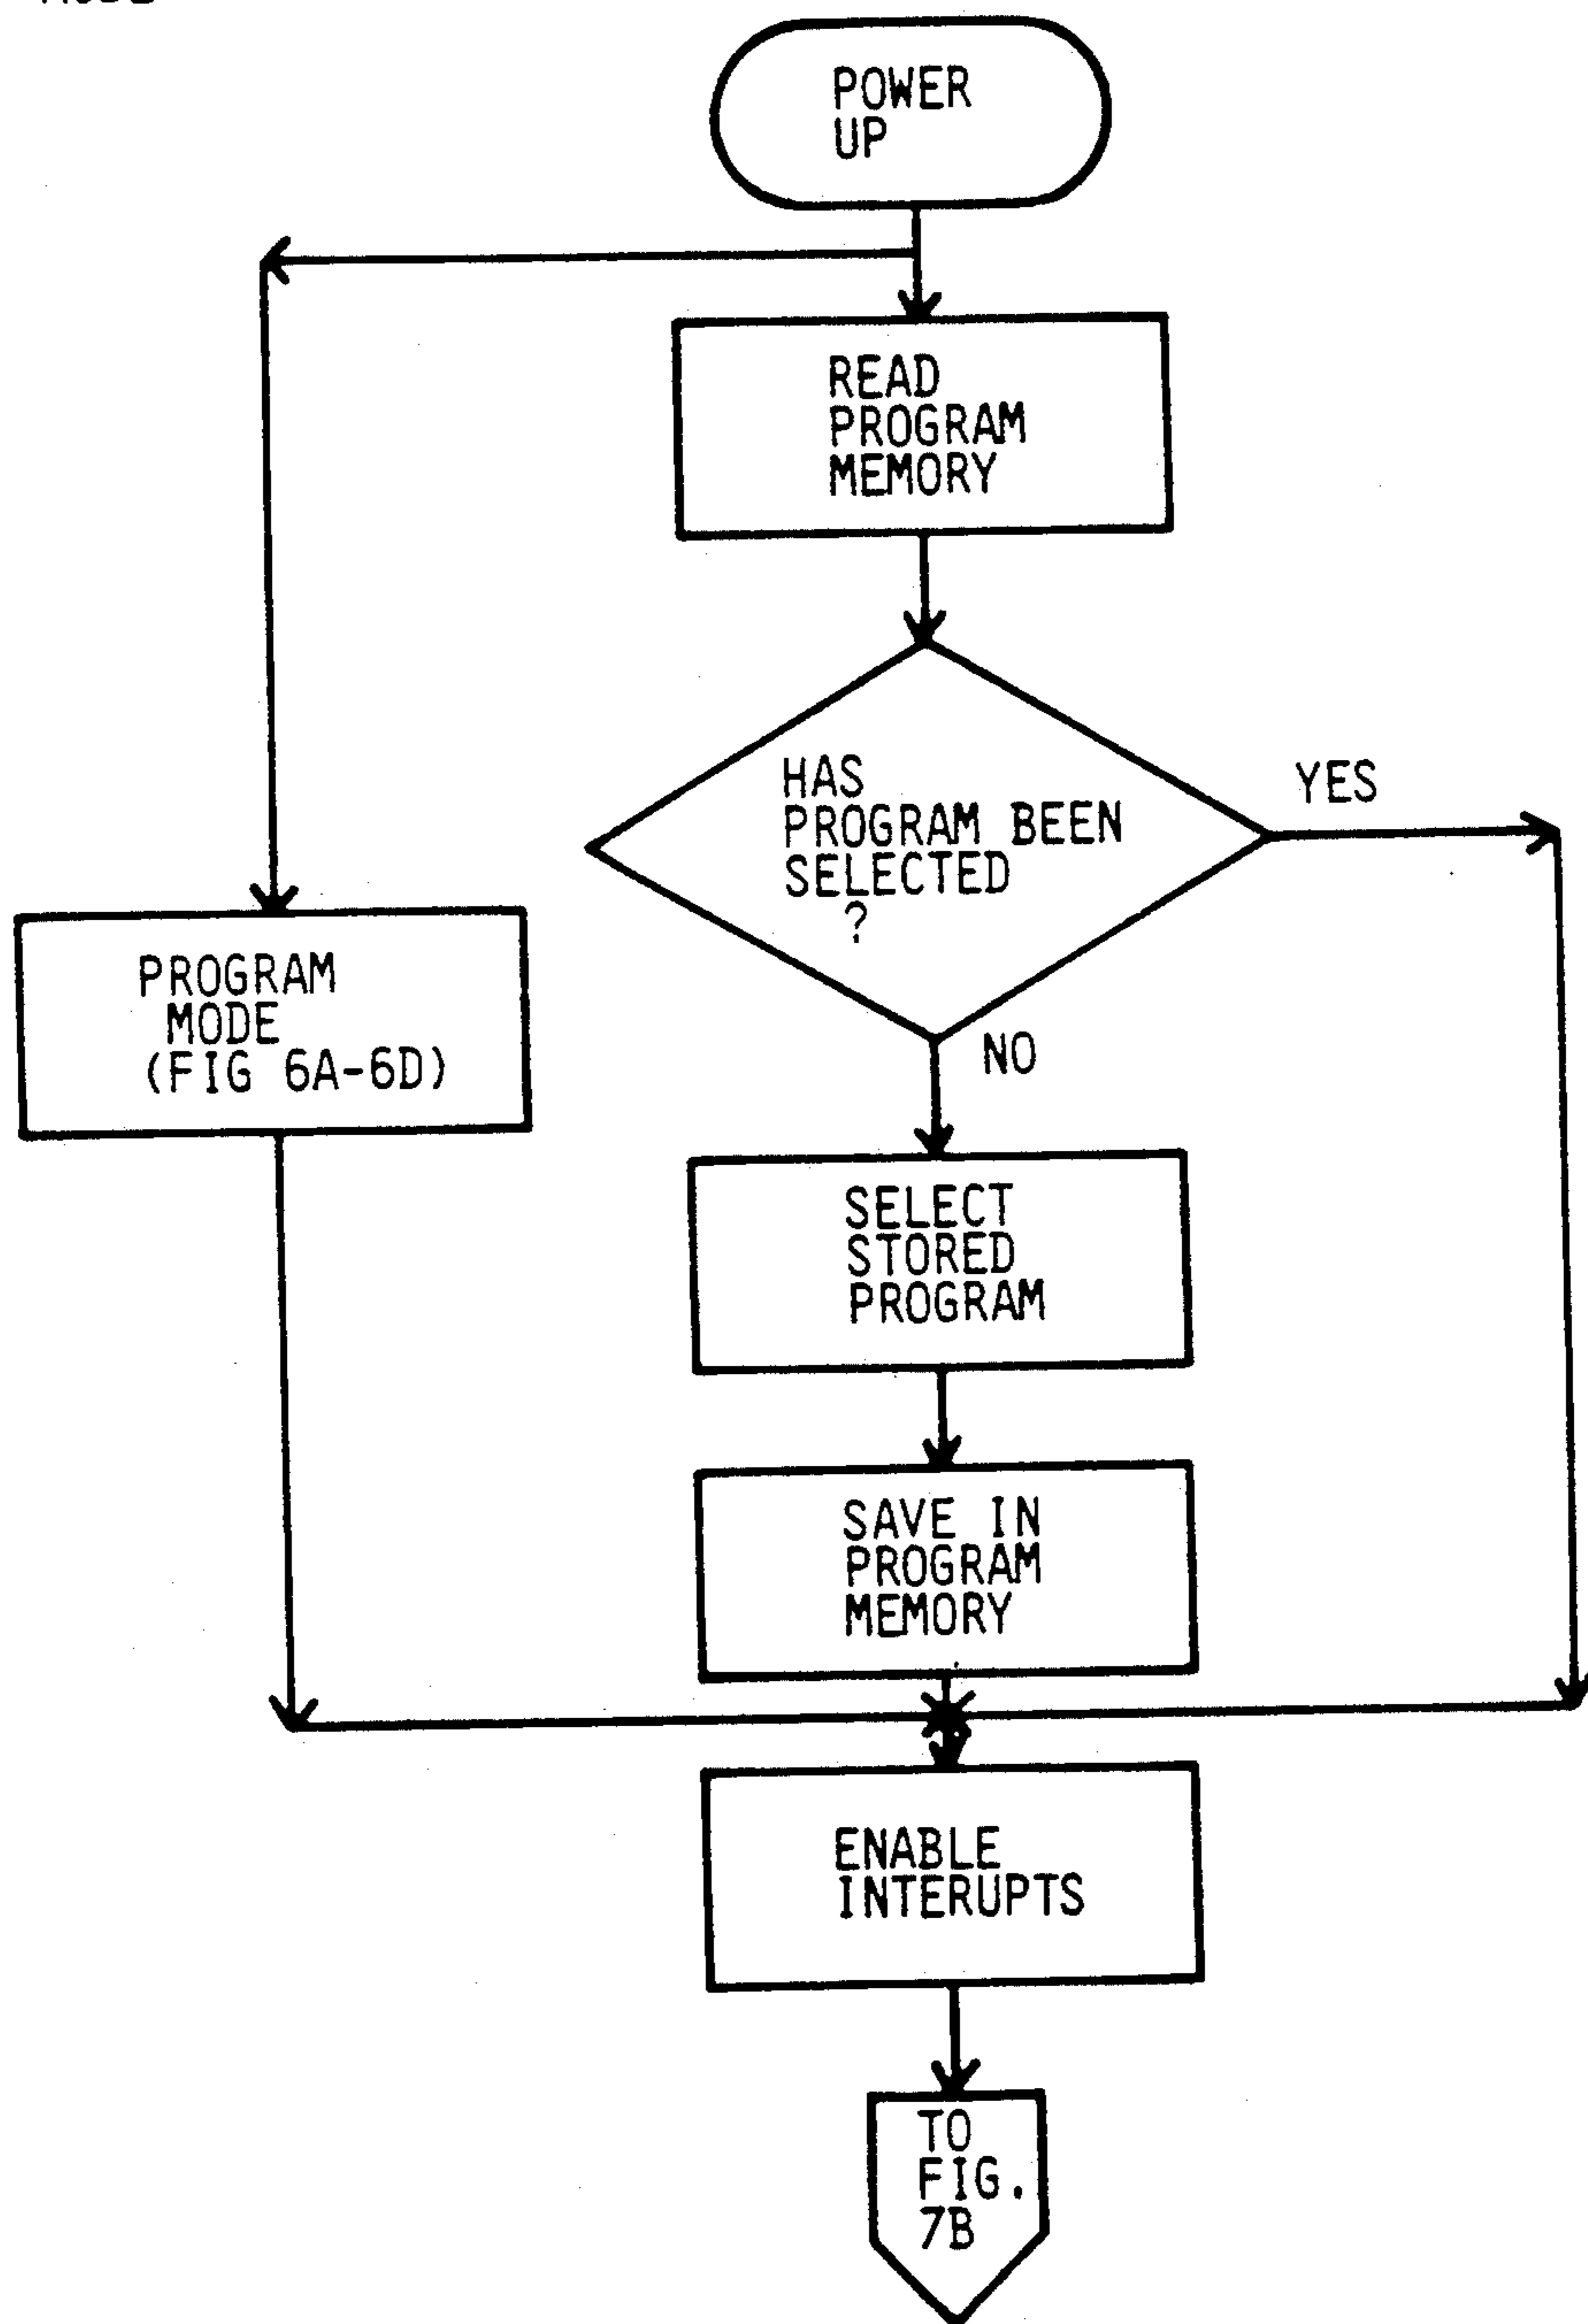 POWER
UP
READ
PROGRAM
MEMORY
HAS
PROGRAM BEEN
SELECTED
?
YES
PROGRAM
MODE
(FIG 6A-6D)
NO
SELECT
STORED
PROGRAM
SAVE IN
PROGRAM
MEMORY
ENABLE
INTERUPTS
TO
FIG.
7B